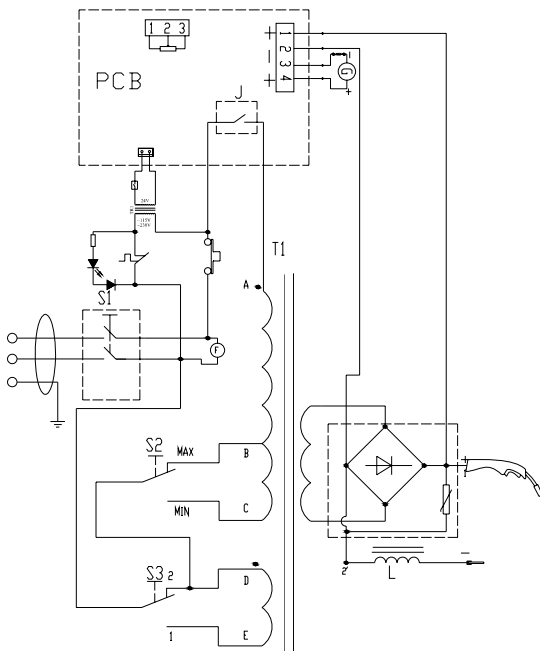 1 2 3
PCB
+ 1
2
3
+ 4
G
+
J
24V
~115V
~230V
T1
S1
A
F
S2 MAX B
MIN C
S3 2 D
1 E
+
1
L
2'
−